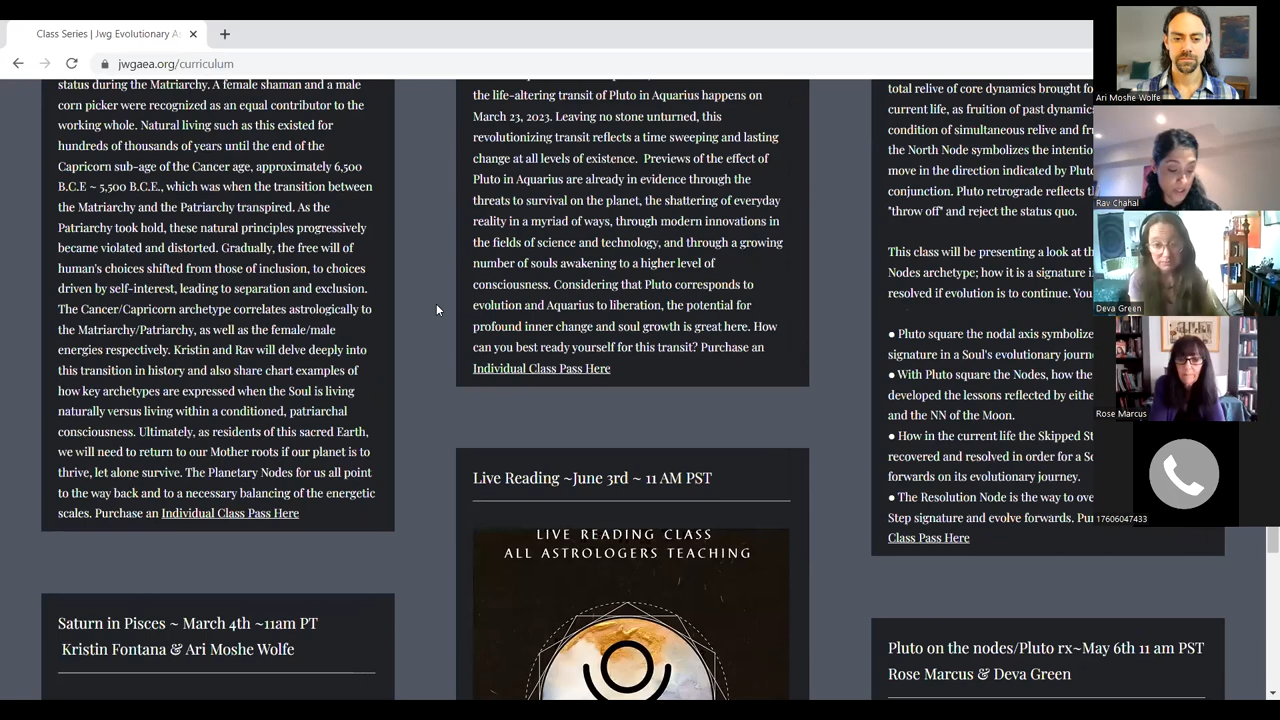 Class Series | Jwg Evolutionary A
jwgaea.org/curriculum
status during the Matriarchy. A female shaman and a male
corn picker were recognized as an equal contributor to the
working whole. Natural living such as this existed for
hundreds of thousands of years until the end of the
Capricorn sub-age of the Cancer age, approximately 6,500
B.C.E ~ 5,500 B.C.E., which was when the transition between
the Matriarchy and the Patriarchy transpired. As the
Patriarchy took hold, these natural principles progressively
became violated and distorted. Gradually, the free will of
human's choices shifted from those of inclusion, to choices
driven by self-interest, leading to separation and exclusion.
The Cancer/Capricorn archetype correlates astrologically to
the Matriarchy/Patriarchy, as well as the female/male
energies respectively. Kristin and Rav will delve deeply into
this transition in history and also share chart examples of
how key archetypes are expressed when the Soul is living
naturally versus living within a conditioned, patriarchal
consciousness. Ultimately, as residents of this sacred Earth,
we will need to return to our Mother roots if our planet is to
thrive, let alone survive. The Planetary Nodes for us all point
to the way back and to a necessary balancing of the energetic
scales. Purchase an Individual Class Pass Here
Saturn in Pisces ~ March 4th ~11am PT
Kristin Fontana & Ari Moshe Wolfe
the life-altering transit of Pluto in Aquarius happens on
March 23, 2023. Leaving no stone unturned, this
revolutionizing transit reflects a time sweeping and lasting
change at all levels of existence. Previews of the effect of
Pluto in Aquarius are already in evidence through the
threats to survival on the planet, the shattering of everyday
reality in a myriad of ways, through modern innovations in
the fields of science and technology, and through a growing
number of souls awakening to a higher level of
consciousness. Considering that Pluto corresponds to
evolution and Aquarius to liberation, the potential for
profound inner change and soul growth is great here. How
can you best ready yourself for this transit? Purchase an
Individual Class Pass Here
Live Reading ~June 3rd ~ 11 AM PST
LIVE READING CLASS
ALL ASTROLOGERS TEACHING
total relive of core dynamics brought fo
current life, as fruition of past dynamics
condition of simultaneous relive and fru
the North Node symbolizes the intentio
move in the direction indicated by Pluto
conjunction. Pluto retrograde reflects th
"throw off" and reject the status quo.
This class will be presenting a look at th
Nodes archetype; how it is a signature i
resolved if evolution is to continue. You
● Pluto square the nodal axis symbolize
signature in a Soul's evolutionary journ
● With Pluto square the Nodes, how the
developed the lessons reflected by eithe
and the NN of the Moon.
● How in the current life the Skipped St
recovered and resolved in order for a So
forwards on its evolutionary journey.
● The Resolution Node is the way to ove
Step signature and evolve forwards. Pu
Class Pass Here
Pluto on the nodes/Pluto rx~May 6th 11 am PST
Rose Marcus & Deva Green
Ari Moshe Wolfe
Rav Chahal
Deva Green
Rose Marcus
17606047433